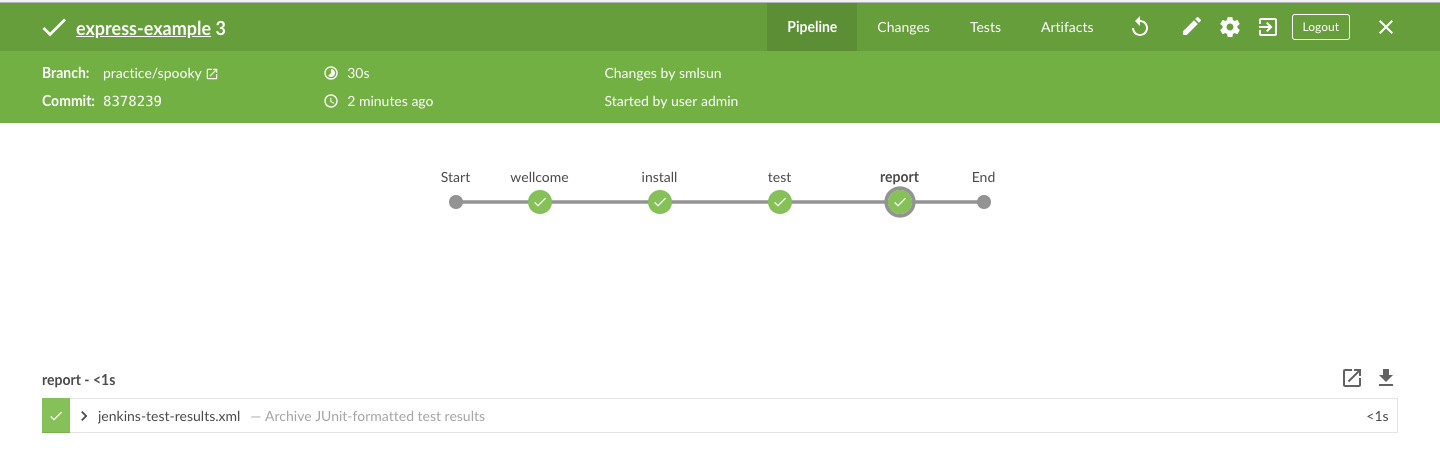 express-example 3 Pipeline Changes Tests Artifacts Logout
Branch: practice/spooky 30s Changes by smlsun
Commit: 8378239 2 minutes ago Started by user admin
Start wellcome install test report End
report - <1s
jenkins-test-results.xml — Archive JUnit-formatted test results <1s